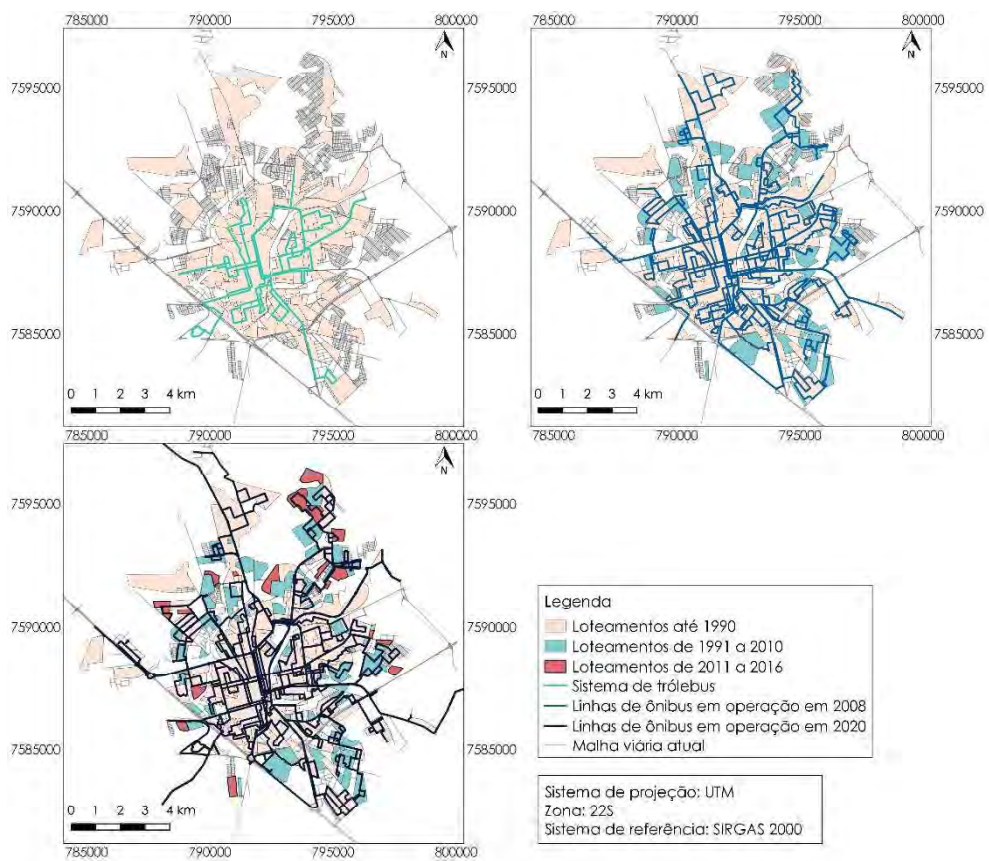 785000 790000 795000 800000
785000 790000 795000 800000
N
N
7595000
7595000
7590000
7590000
7585000
7585000
0 1 2 3 4 km
0 1 2 3 4 km
785000 790000 795000 800000
785000 790000 795000 800000
N
7595000
7595000
7590000
7590000
7585000
7585000
0 1 2 3 4 km
785000 790000 795000 800000
7595000
7590000
7585000
Legenda
Loteamentos até 1990
Loteamentos de 1991 a 2010
Loteamentos de 2011 a 2016
Sistema de trólebus
Linhas de ônibus em operação em 2008
Linhas de ônibus em operação em 2020
Malha viária atual
Sistema de projeção: UTM
Zona: 22S
Sistema de referência: SIRGAS 2000